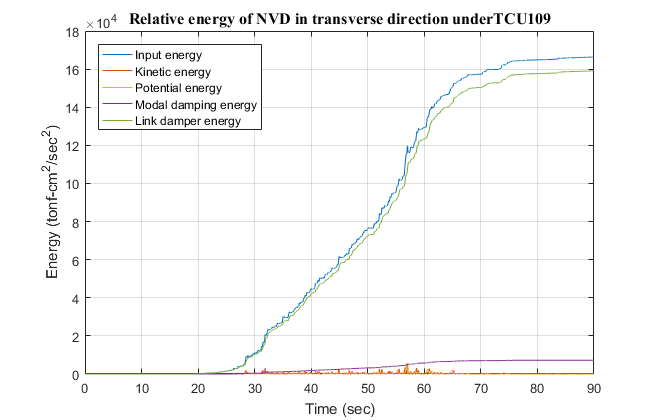 Relative energy of NVD in transverse direction underTCU109
×10⁴
18
16
14
12
10
8
6
4
2
0
Energy (tonf-cm²/sec²)
Input energy
Kinetic energy
Potential energy
Modal damping energy
Link damper energy
0 10 20 30 40 50 60 70 80 90
Time (sec)